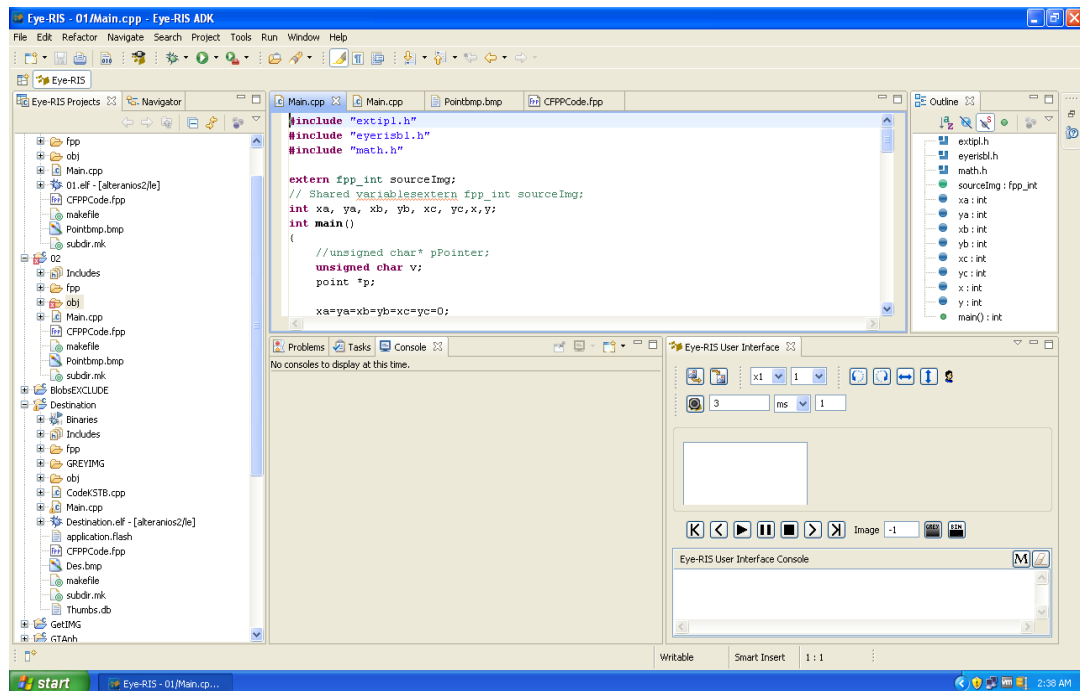 Eye-RIS - 01/Main.cpp - Eye-RIS ADK
File Edit Refactor Navigate Search Project Tools Run Window Help
Eye-RIS
Eye-RIS Projects
Navigator
fpp
obj
Main.cpp
01.elf - [alteranios2/le]
CFPPCode.fpp
makefile
Pointbmp.bmp
subdir.mk
02
Includes
fpp
obj
Main.cpp
CFPPCode.fpp
makefile
Pointbmp.bmp
subdir.mk
BlobsEXCLUDE
Destination
Binaries
Includes
fpp
GREYIMG
obj
CodeKSTB.cpp
Main.cpp
Destination.elf - [alteranios2/le]
application.flash
CFPPCode.fpp
Des.bmp
makefile
subdir.mk
Thumbs.db
GetIMG
GTAnh
Main.cpp Main.cpp Pointbmp.bmp CFPPCode.fpp
#include "extipl.h"
#include "eyerisbl.h"
#include "math.h"
extern fpp_int sourceImg;
// Shared variablesextern fpp_int sourceImg;
int xa, ya, xb, yb, xc, yc,x,y;
int main()
{
//unsigned char* pPointer;
unsigned char v;
point *p;
xa=ya=xb=yb=xc=yc=0;
Outline
extipl.h
eyerisbl.h
math.h
sourceImg : fpp_int
xa : int
ya : int
xb : int
yb : int
xc : int
yc : int
x : int
y : int
main() : int
Problems Tasks Console
No consoles to display at this time.
Eye-RIS User Interface
x1 1
3 ms 1
Image -1 GREY BIN
Eye-RIS User Interface Console M
Writable Smart Insert 1 : 1
start Eye-RIS - 01/Main.cp... 2:38 AM